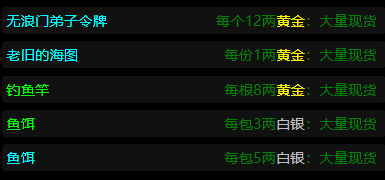 无浪门弟子令牌 每个12两黄金：大量现货
老旧的海图 每份1两黄金：大量现货
钓鱼竿 每根8两黄金：大量现货
鱼饵 每包3两白银：大量现货
鱼饵 每包5两白银：大量现货